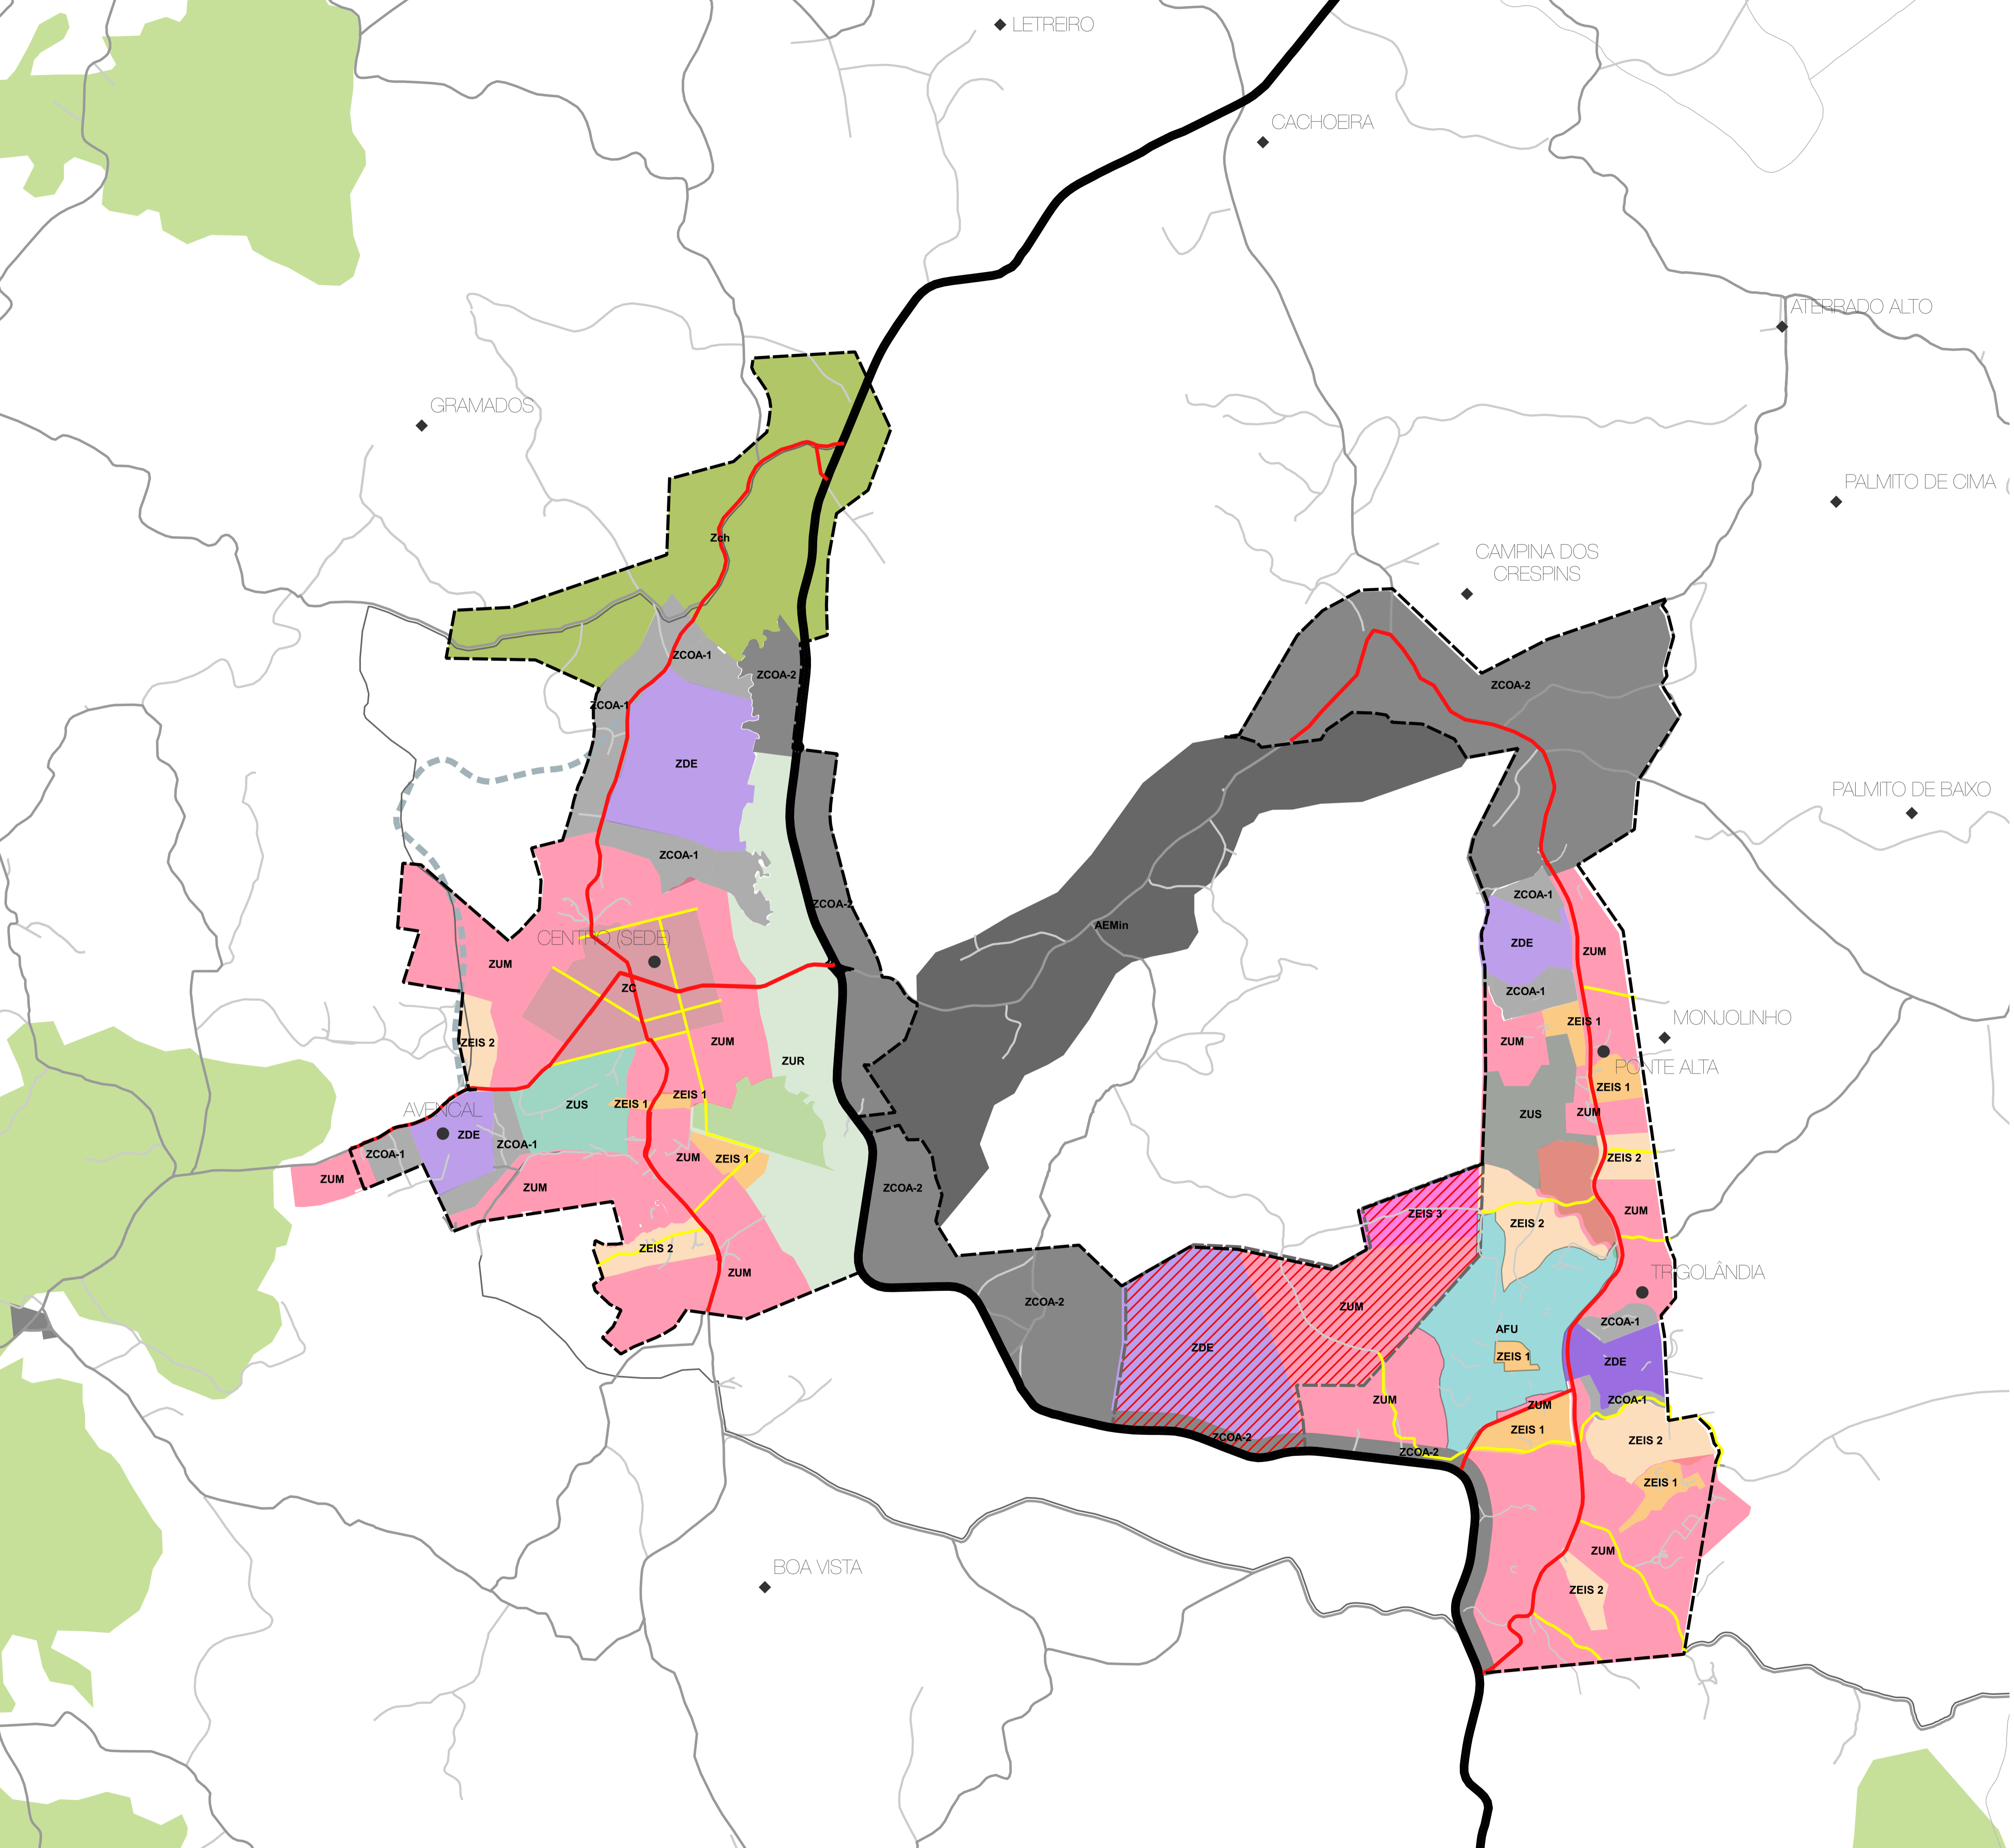 LETREIRO
CACHOEIRA
ATERRADO ALTO
GRAMADOS
PALMITO DE CIMA
Zch
CAMPINA DOS
CRESPINS
ZCOA-1
ZCOA-2
ZCOA-2
ZCOA-1
ZDE
PALMITO DE BAIXO
ZCOA-1
ZCOA-1
ZCOA-2
AEMin
CENTRO (SEDE)
ZDE
ZUM
ZUM
ZC
ZCOA-1
MONJOLINHO
ZEIS 1
ZEIS 2
ZUM
ZUM
ZUR
PONTE ALTA
ZEIS 1
ZEIS 1
AVENCAL
ZUS
ZEIS 1
ZUS
ZUM
ZDE
ZCOA-1
ZCOA-1
ZUM
ZEIS 1
ZEIS 2
ZUM
ZUM
ZCOA-2
ZEIS 3
ZUM
ZEIS 2
ZEIS 2
ZUM
TRIGOLÂNDIA
ZCOA-2
ZUM
ZCOA-1
AFU
ZDE
ZEIS 1
ZDE
ZUM
ZUM
ZCOA-1
ZEIS 1
ZCOA-2
ZEIS 2
ZCOA-2
ZEIS 1
ZUM
BOA VISTA
ZEIS 2